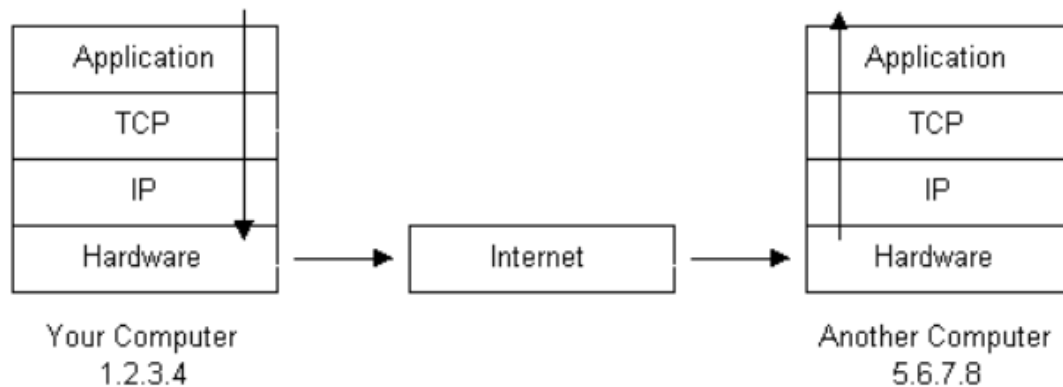 Application
TCP
IP
Hardware
Your Computer
1.2.3.4
Internet
Application
TCP
IP
Hardware
Another Computer
5.6.7.8